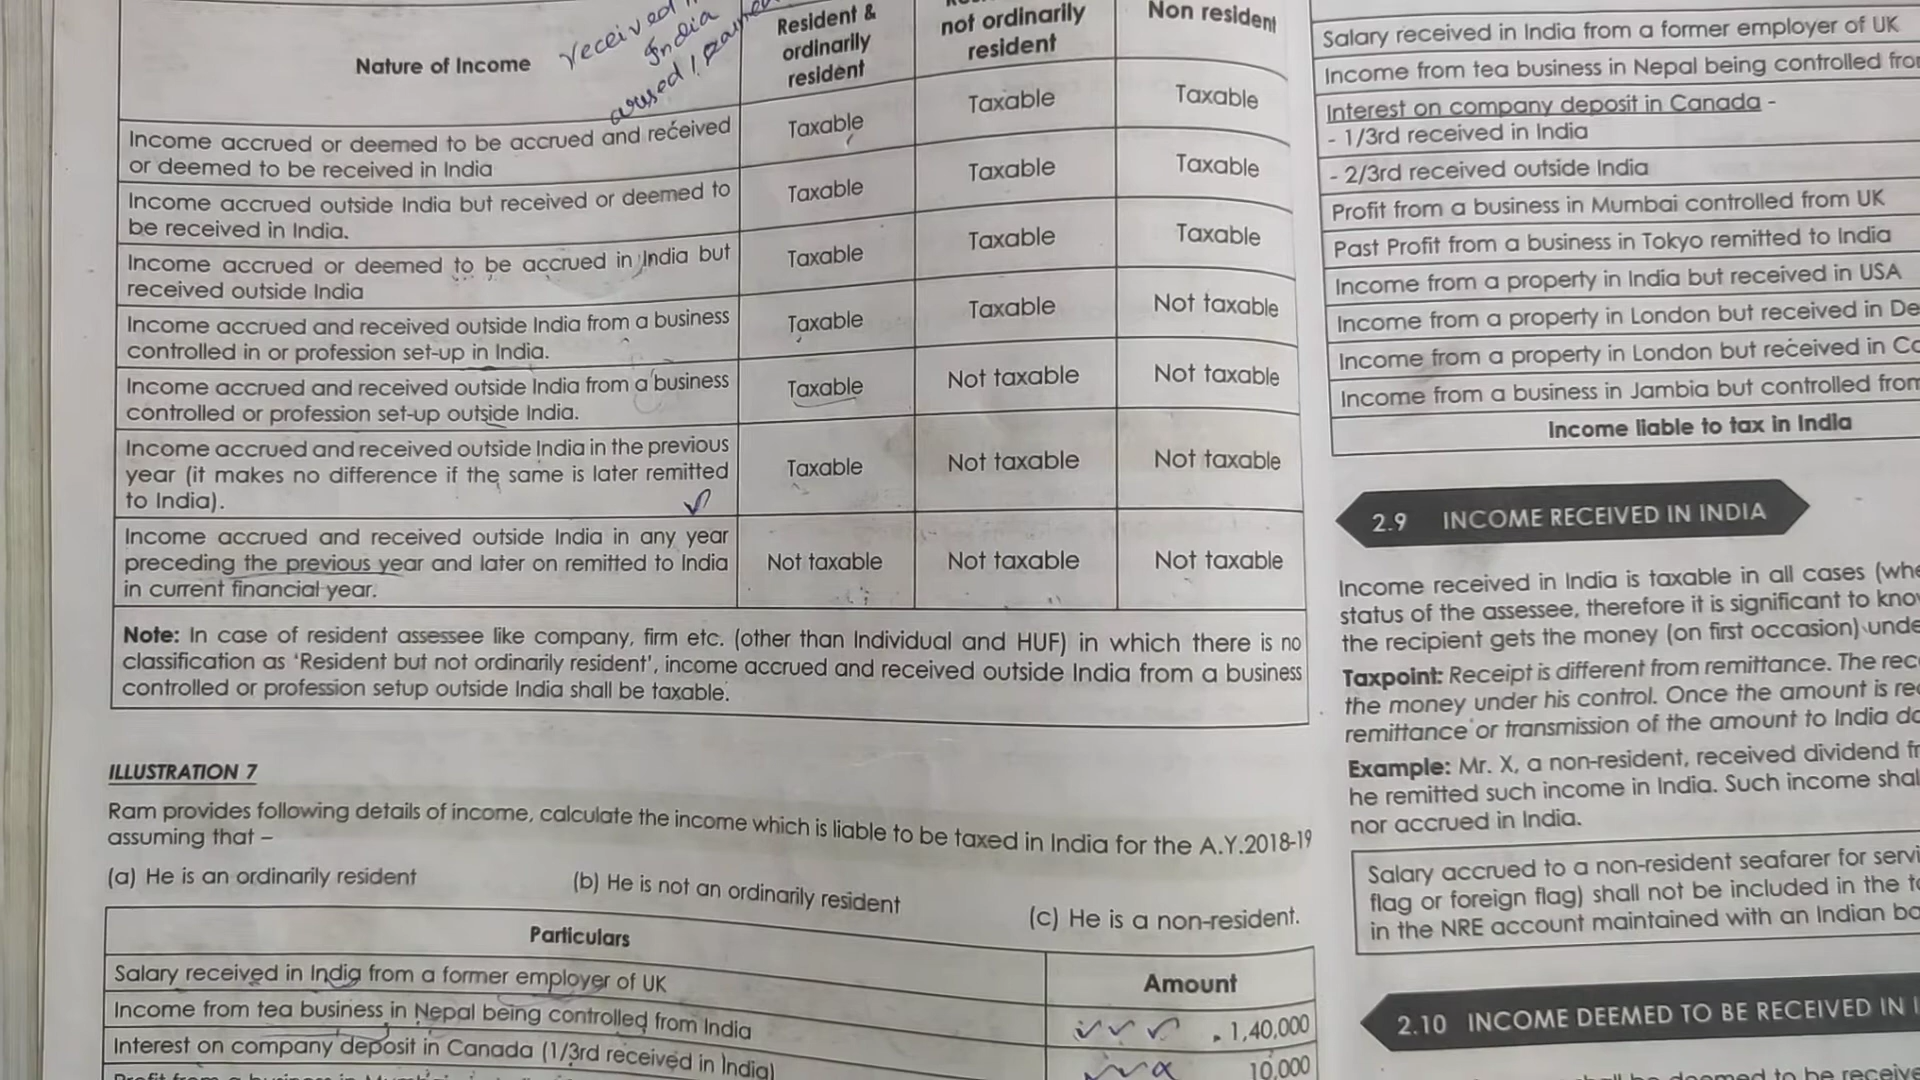 received
India
arused /
Nature of Income
Resident &
ordinarily
resident
not ordinarily
resident
Non resident
Income accrued or deemed to be accrued and received
or deemed to be received in India
Taxable
Taxable
Taxable
Income accrued outside India but received or deemed to
be received in India.
Taxable
Taxable
Taxable
Income accrued or deemed to be accrued in India but
received outside India
Taxable
Taxable
Taxable
Income accrued and received outside India from a business
controlled in or profession set-up in India.
Taxable
Taxable
Not taxable
Income accrued and received outside India from a business
controlled or profession set-up outside India.
Taxable
Not taxable
Not taxable
Income accrued and received outside India in the previous
year (it makes no difference if the same is later remitted
to India).
Taxable
Not taxable
Not taxable
Income accrued and received outside India in any year
preceding the previous year and later on remitted to India
in current financial year.
Not taxable
Not taxable
Not taxable
Note: In case of resident assessee like company, firm etc. (other than Individual and HUF) in which there is no
classification as 'Resident but not ordinarily resident', income accrued and received outside India from a business
controlled or profession setup outside India shall be taxable.
ILLUSTRATION 7
Ram provides following details of income, calculate the income which is liable to be taxed in India for the A.Y.2018-19
assuming that –
(a) He is an ordinarily resident (b) He is not an ordinarily resident (c) He is a non-resident.
Particulars
Amount
Salary received in India from a former employer of UK
1,40,000
Income from tea business in Nepal being controlled from India
10,000
Interest on company deposit in Canada (1/3rd received in India)
Salary received in India from a former employer of UK
Income from tea business in Nepal being controlled
Interest on company deposit in Canada -
- 1/3rd received in India
- 2/3rd received outside India
Profit from a business in Mumbai controlled from UK
Past Profit from a business in Tokyo remitted to India
Income from a property in India but received in USA
Income from a property in London but received in
Income from a property in London but received in
Income from a business in Jambia but controlled from
Income liable to tax in India
2.9 INCOME RECEIVED IN INDIA
Income received in India is taxable in all cases
status of the assessee, therefore it is significant to
the recipient gets the money (on first occasion)
Taxpoint: Receipt is different from remittance. The
the money under his control. Once the amount is
remittance or transmission of the amount to India
Example: Mr. X, a non-resident, received dividend
he remitted such income in India. Such income
nor accrued in India.
Salary accrued to a non-resident seafarer for
flag or foreign flag) shall not be included in the
in the NRE account maintained with an Indian
2.10 INCOME DEEMED TO BE RECEIVED IN
deemed to be